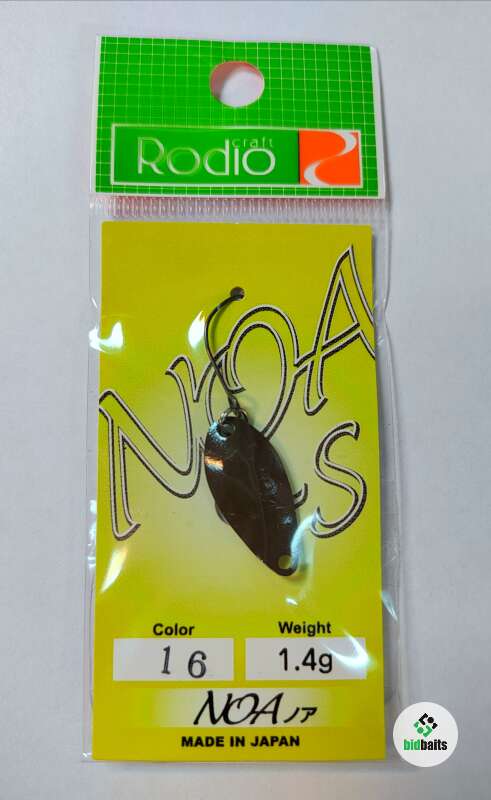 craft
Rodio
NOA
S
Color
Weight
16
1.4g
NOAノア
MADE IN JAPAN
bidbaits